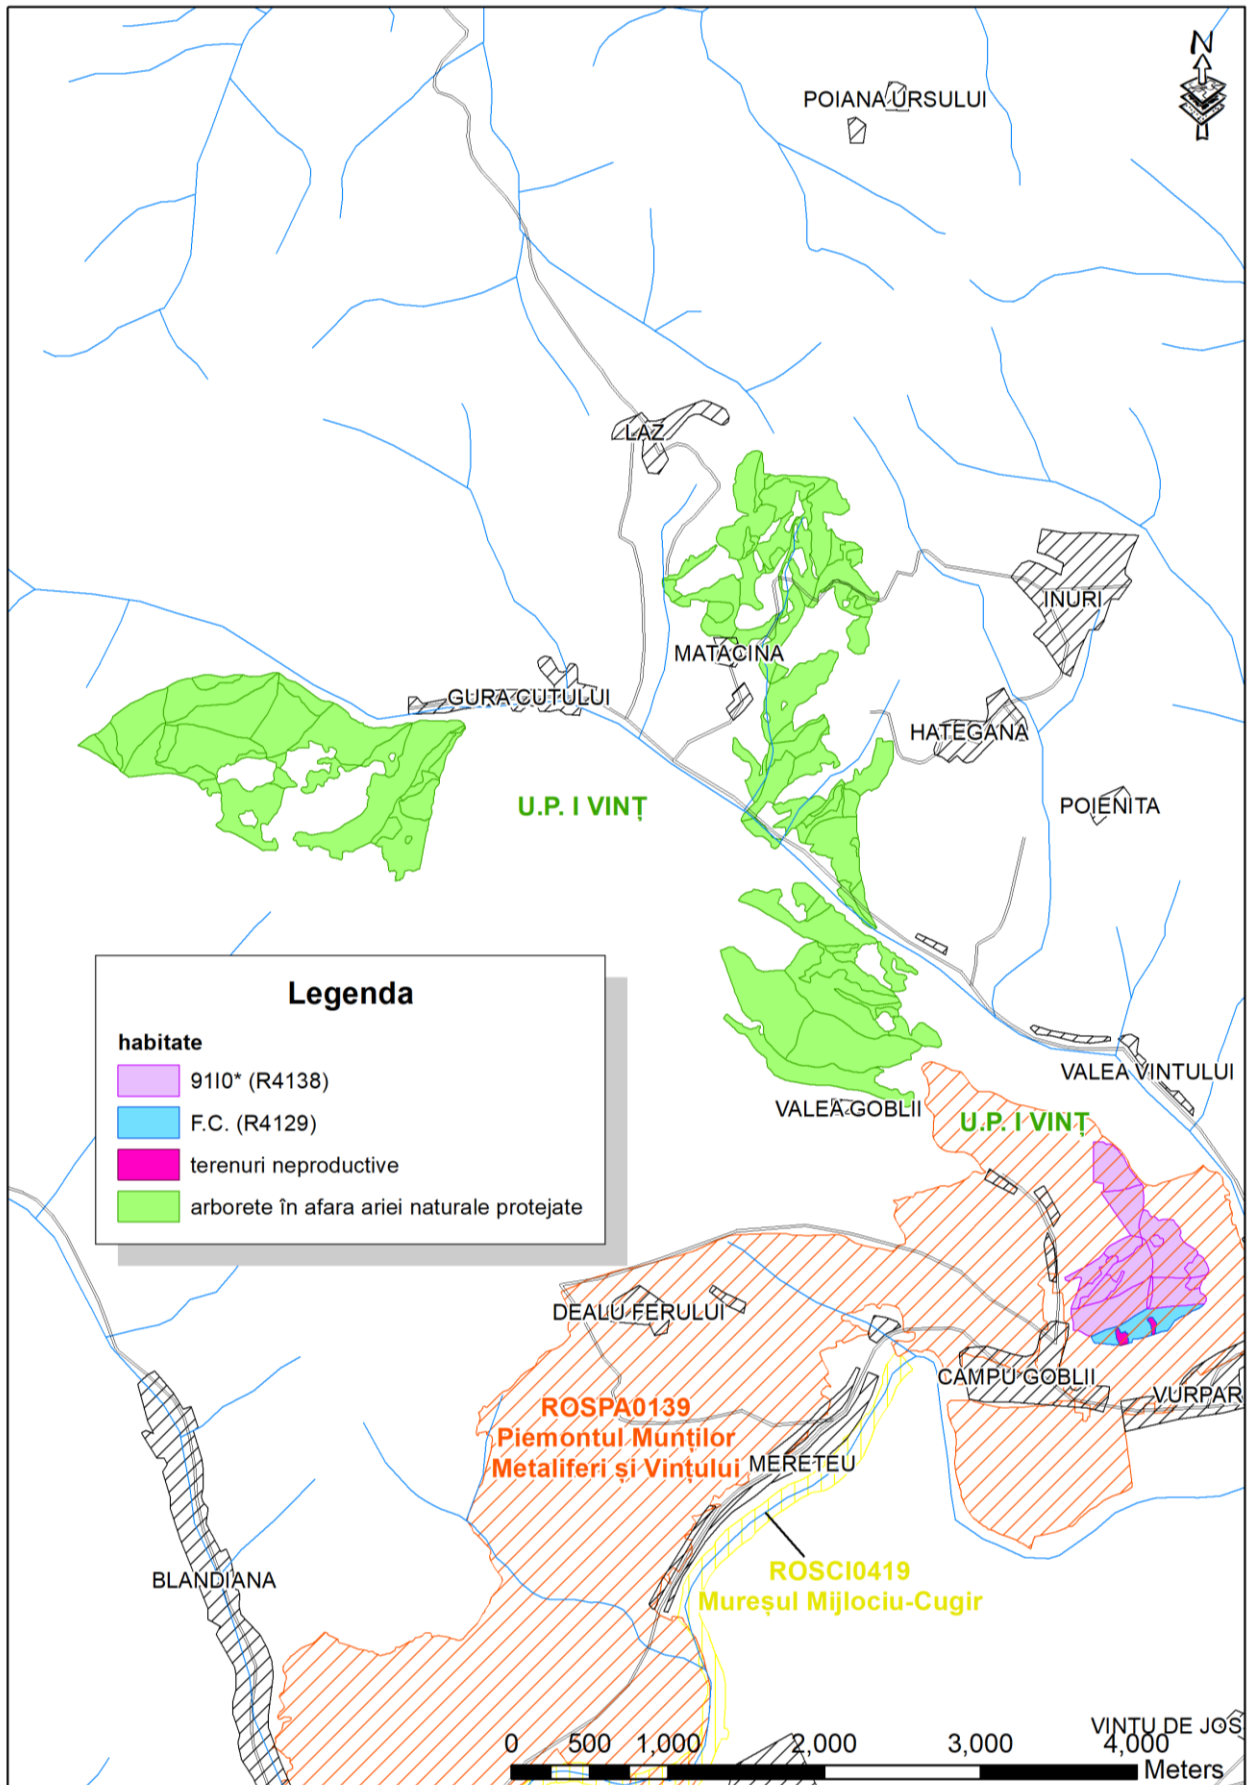 N
POIANA URSULUI
LAZ
INURI
MATACINA
GURA CUTULUI
HATEGANA
U.P. I VINȚ
POIENITA
Legenda
habitate
91I0* (R4138)
F.C. (R4129)
terenuri neproductive
arborete în afara ariei naturale protejate
VALEA VINTULUI
VALEA GOBLII
U.P. I VINȚ
DEALU FERULUI
CAMPU GOBLII
VURPAR
ROSPA0139
Piemontul Munților
Metaliferi și Vințului
MERETEU
ROSCI0419
Mureșul Mijlociu-Cugir
BLANDIANA
VINTU DE JOS
0 500 1,000 2,000 3,000 4,000
Meters